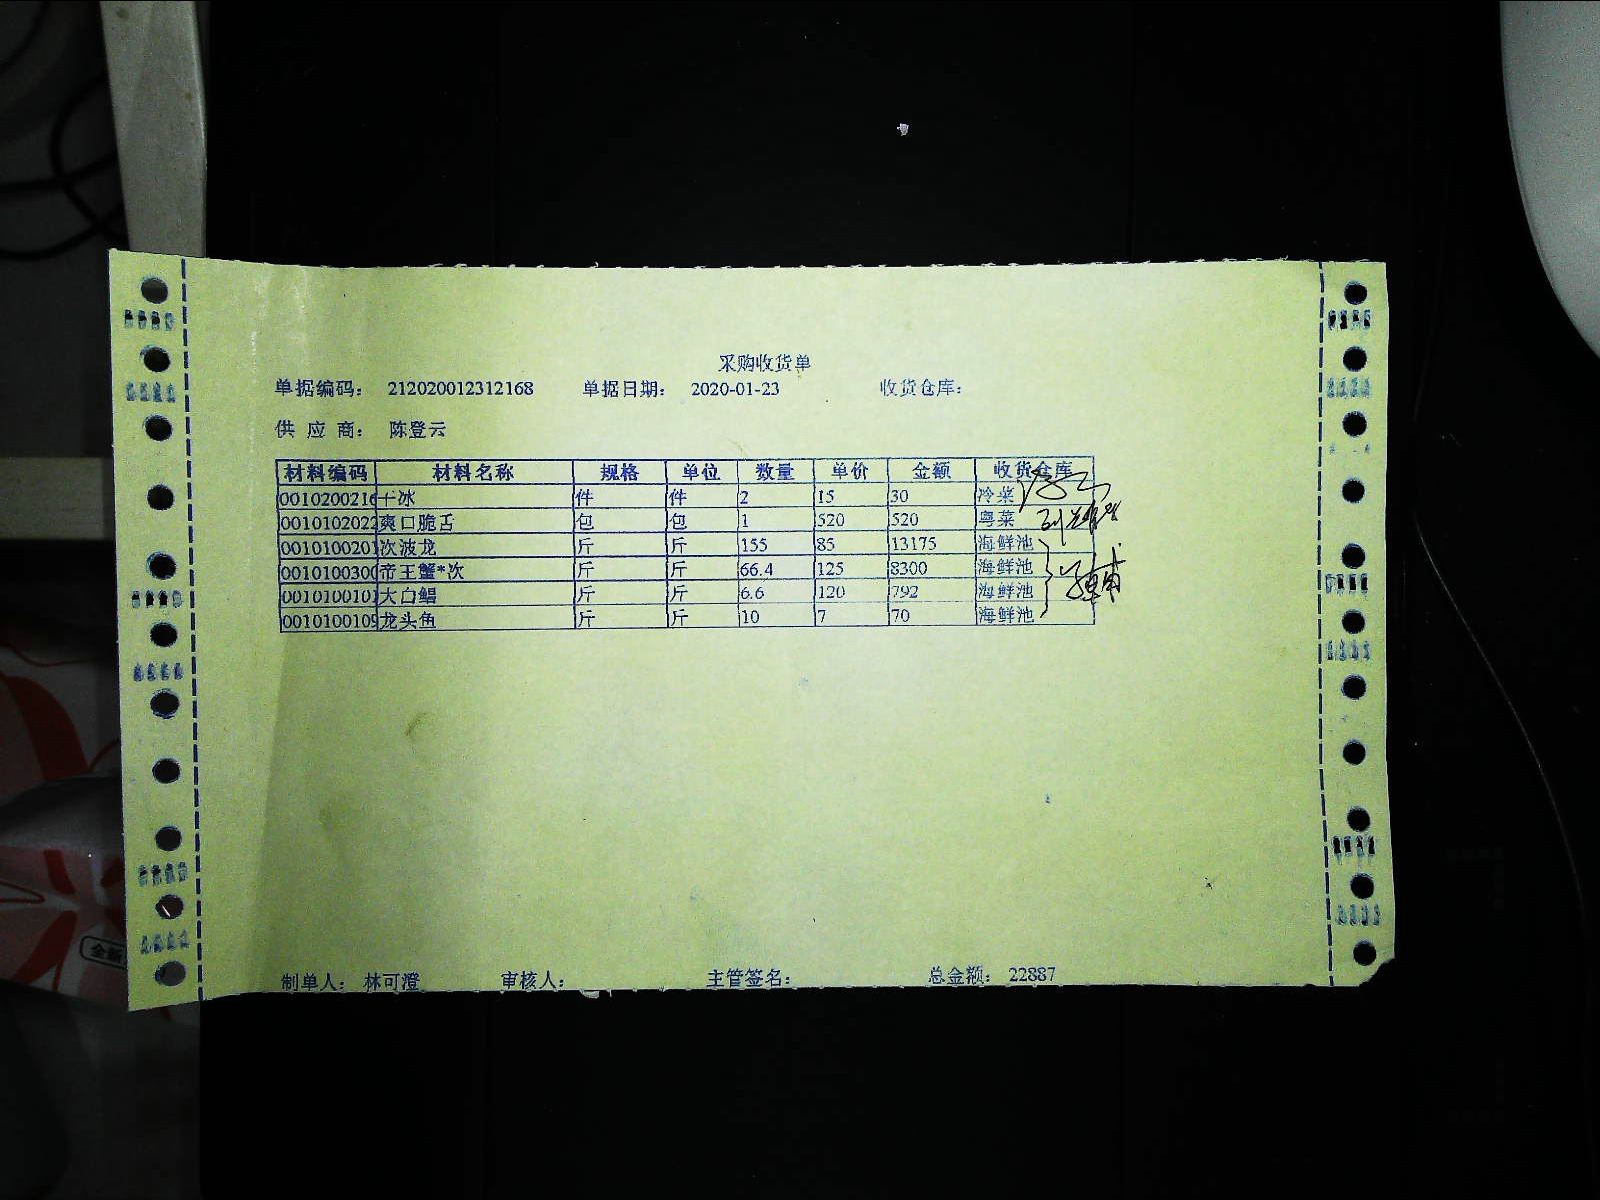 采购收货单
单据编码： 212020012312168 单据日期： 2020-01-23 收货仓库：
供 应 商： 陈登云
材料编码 材料名称 规格 单位 数量 单价 金额 收货仓库
0010200216 干冰 件 件 2 15 30 冷菜
0010102022 爽口脆舌 包 包 1 520 520 粤菜
001010020 次波龙 斤 斤 155 85 13175 海鲜池
0010100300 帝王蟹*次 斤 斤 66.4 125 8300 海鲜池
001010010 大白鲳 斤 斤 6.6 120 792 海鲜池
0010100109 龙头鱼 斤 斤 10 7 70 海鲜池
制单人： 林可澄 审核人： 主管签名： 总金额： 22887